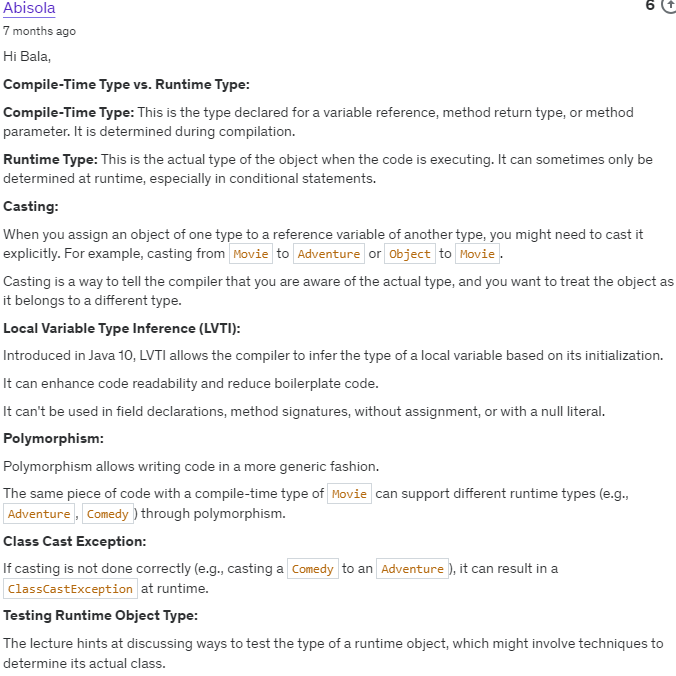 Abisola
6
7 months ago
Hi Bala,
Compile-Time Type vs. Runtime Type:
Compile-Time Type: This is the type declared for a variable reference, method return type, or method
parameter. It is determined during compilation.
Runtime Type: This is the actual type of the object when the code is executing. It can sometimes only be
determined at runtime, especially in conditional statements.
Casting:
When you assign an object of one type to a reference variable of another type, you might need to cast it
explicitly. For example, casting from Movie to Adventure or Object to Movie.
Casting is a way to tell the compiler that you are aware of the actual type, and you want to treat the object as
it belongs to a different type.
Local Variable Type Inference (LVTI):
Introduced in Java 10, LVTI allows the compiler to infer the type of a local variable based on its initialization.
It can enhance code readability and reduce boilerplate code.
It can't be used in field declarations, method signatures, without assignment, or with a null literal.
Polymorphism:
Polymorphism allows writing code in a more generic fashion.
The same piece of code with a compile-time type of Movie can support different runtime types (e.g.,
Adventure, Comedy) through polymorphism.
Class Cast Exception:
If casting is not done correctly (e.g., casting a Comedy to an Adventure), it can result in a
ClassCastException at runtime.
Testing Runtime Object Type:
The lecture hints at discussing ways to test the type of a runtime object, which might involve techniques to
determine its actual class.